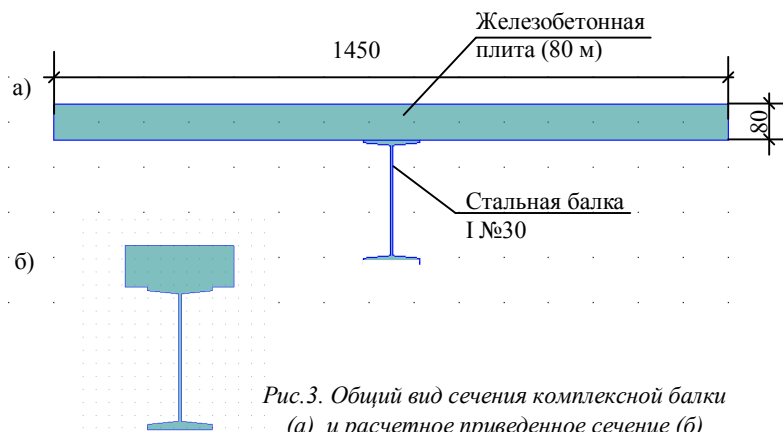 Железобетонная
плита (80 м)
1450
а)
80
Стальная балка
I №30
б)
Рис.3. Общий вид сечения комплексной балки
(а) и расчетное приведенное сечение (б)